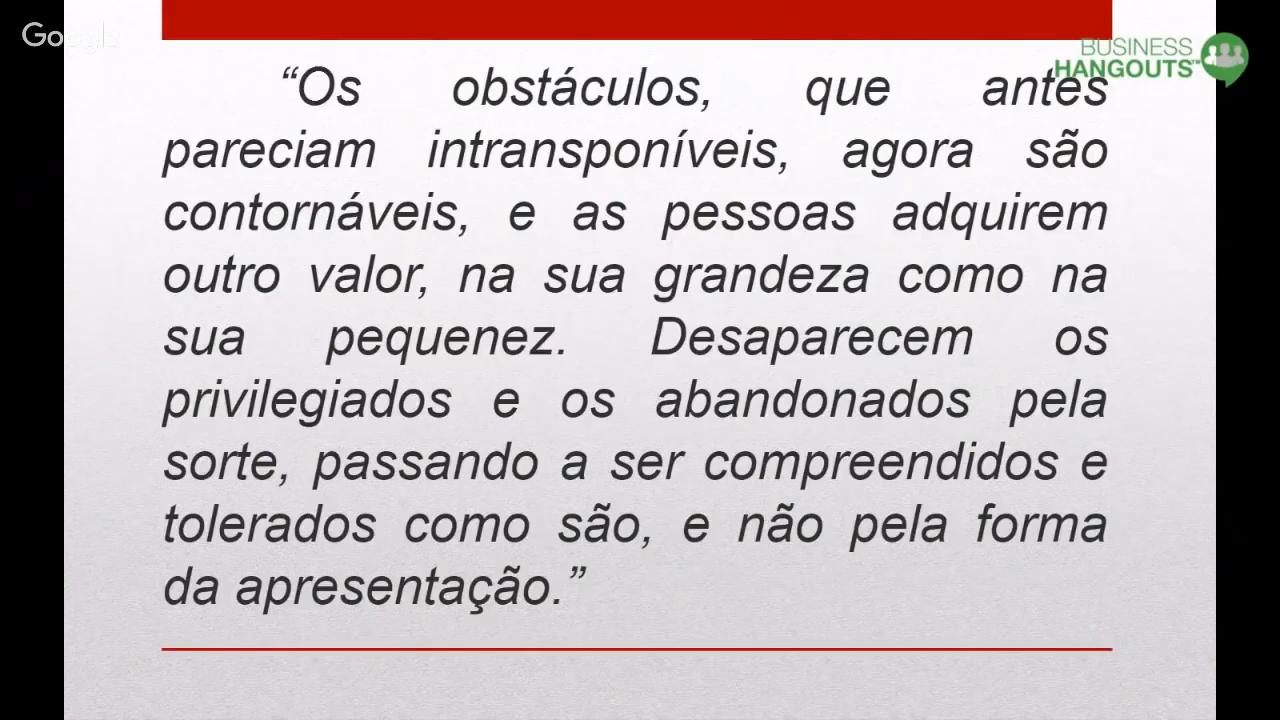 Google
BUSINESS
HANGOUTS™
“Os obstáculos, que antes
pareciam intransponíveis, agora são
contornáveis, e as pessoas adquirem
outro valor, na sua grandeza como na
sua pequenez. Desaparecem os
privilegiados e os abandonados pela
sorte, passando a ser compreendidos e
tolerados como são, e não pela forma
da apresentação.”